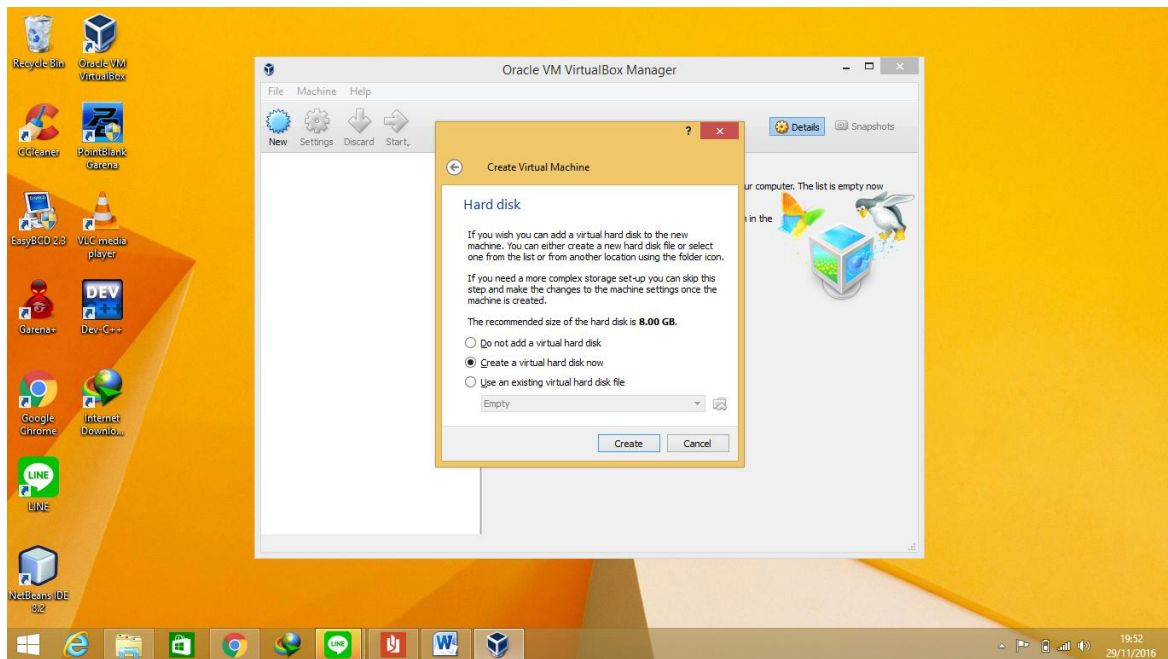 Recycle Bin
Oracle VM
VirtualBox
CCleaner
PointBlank
Garena
EasyBCD 2.3
VLC media
player
Garena+
DEV
Dev-C++
Google
Chrome
Internet
Downlo...
LINE
LINE
NetBeans IDE
8.2
Oracle VM VirtualBox Manager
File Machine Help
New Settings Discard Start,
Details Snapshots
ur computer. The list is empty now
n in the
?
Create Virtual Machine
Hard disk
If you wish you can add a virtual hard disk to the new
machine. You can either create a new hard disk file or select
one from the list or from another location using the folder icon.
If you need a more complex storage set-up you can skip this
step and make the changes to the machine settings once the
machine is created.
The recommended size of the hard disk is 8.00 GB.
Do not add a virtual hard disk
Create a virtual hard disk now
Use an existing virtual hard disk file
Empty
Create Cancel
19:52
29/11/2016